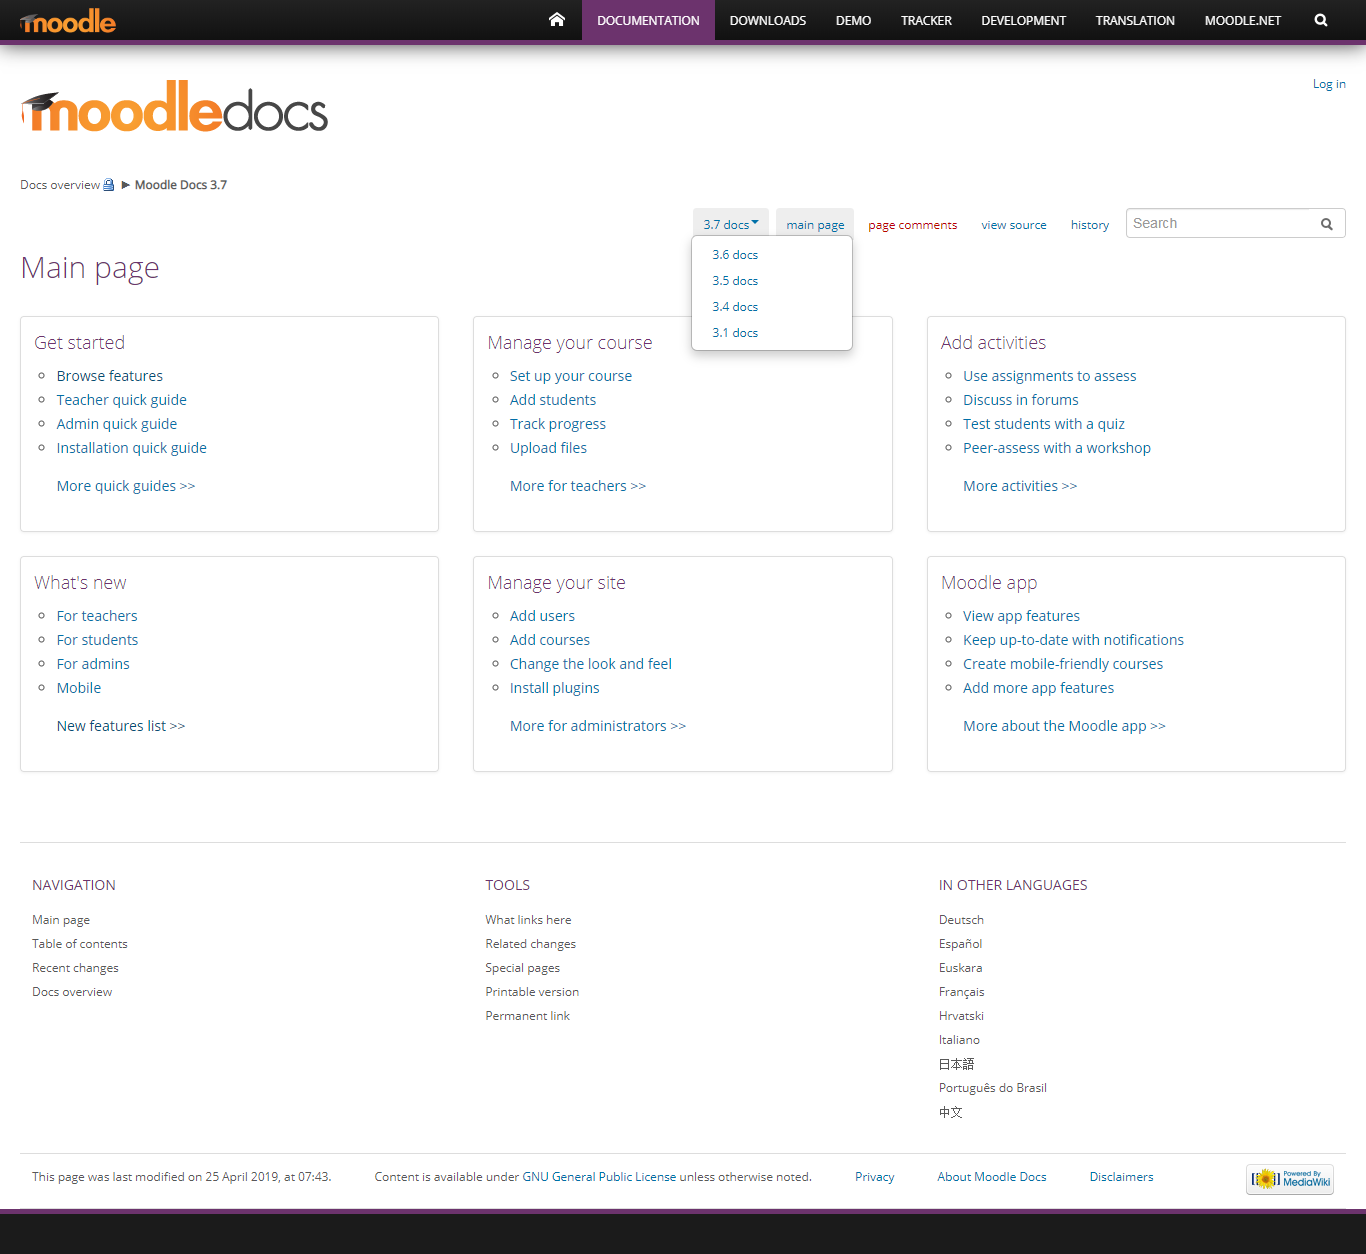 moodle
DOCUMENTATION DOWNLOADS DEMO TRACKER DEVELOPMENT TRANSLATION MOODLE.NET
Log in
moodledocs
Docs overview ► Moodle Docs 3.7
3.7 docs main page page comments view source history Search
3.6 docs
3.5 docs
3.4 docs
3.1 docs
Main page
Get started
Browse features
Teacher quick guide
Admin quick guide
Installation quick guide
More quick guides >>
Manage your course
Set up your course
Add students
Track progress
Upload files
More for teachers >>
Add activities
Use assignments to assess
Discuss in forums
Test students with a quiz
Peer-assess with a workshop
More activities >>
What's new
For teachers
For students
For admins
Mobile
New features list >>
Manage your site
Add users
Add courses
Change the look and feel
Install plugins
More for administrators >>
Moodle app
View app features
Keep up-to-date with notifications
Create mobile-friendly courses
Add more app features
More about the Moodle app >>
NAVIGATION
Main page
Table of contents
Recent changes
Docs overview
TOOLS
What links here
Related changes
Special pages
Printable version
Permanent link
IN OTHER LANGUAGES
Deutsch
Español
Euskara
Français
Hrvatski
Italiano
日本語
Português do Brasil
中文
This page was last modified on 25 April 2019, at 07:43. Content is available under GNU General Public License unless otherwise noted. Privacy About Moodle Docs Disclaimers
Powered By
MediaWiki